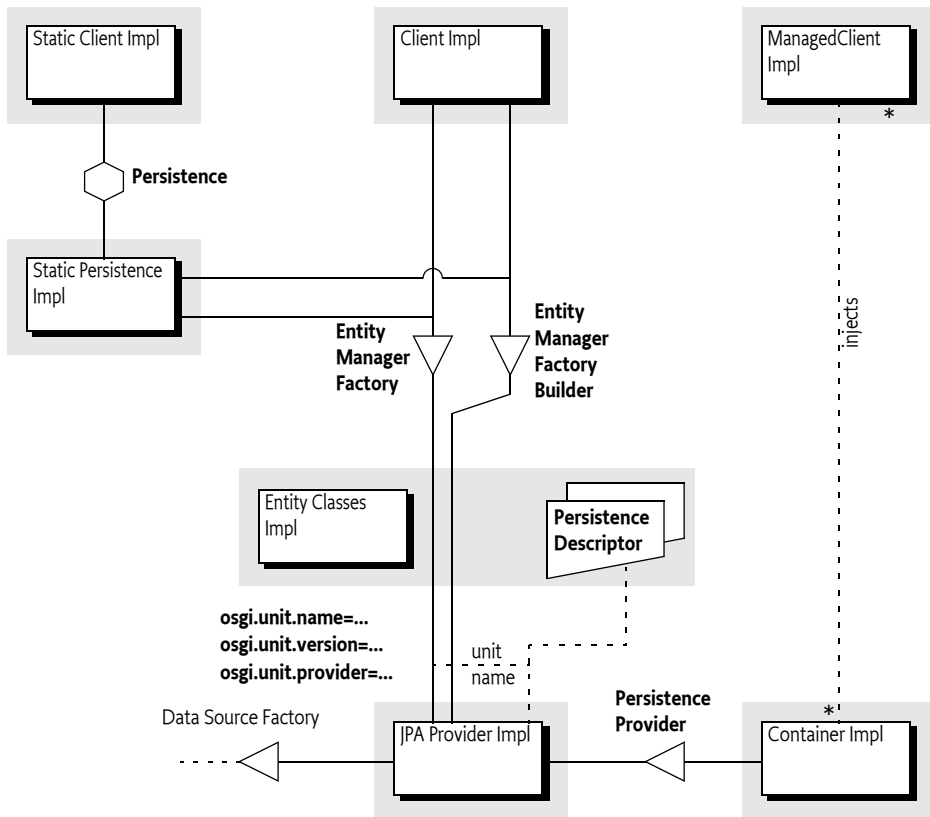 Static Client Impl
Client Impl
ManagedClient
Impl
*
Persistence
Static Persistence
Impl
Entity
Manager
Factory
Entity
Manager
Factory
Builder
injects
Entity Classes
Impl
Persistence
Descriptor
osgi.unit.name=...
osgi.unit.version=...
osgi.unit.provider=...
unit
name
Data Source Factory
JPA Provider Impl
Persistence
Provider
*
Container Impl